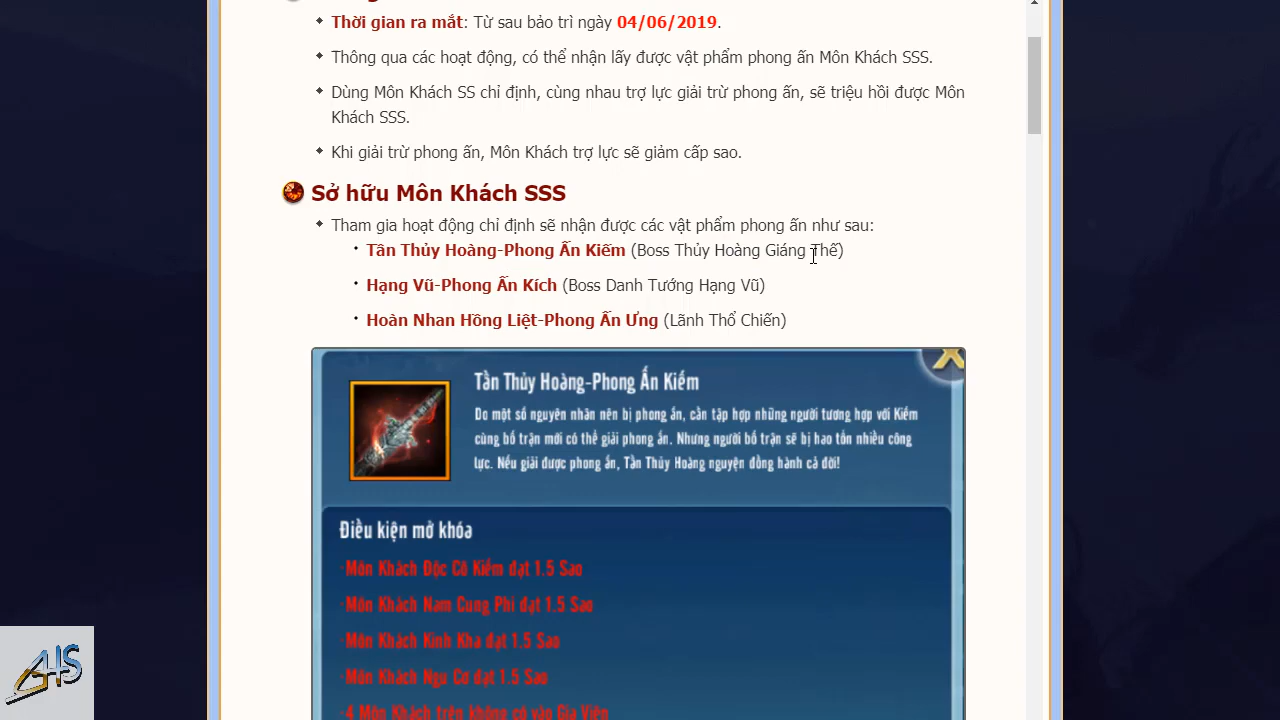 Thời gian ra mắt: Từ sau bảo trì ngày 04/06/2019.
Thông qua các hoạt động, có thể nhận lấy được vật phẩm phong ấn Môn Khách SSS.
Dùng Môn Khách SS chỉ định, cùng nhau trợ lực giải trừ phong ấn, sẽ triệu hồi được Môn
Khách SSS.
Khi giải trừ phong ấn, Môn Khách trợ lực sẽ giảm cấp sao.
Sở hữu Môn Khách SSS
Tham gia hoạt động chỉ định sẽ nhận được các vật phẩm phong ấn như sau:
Tần Thủy Hoàng-Phong Ấn Kiếm (Boss Thủy Hoàng Giáng Thế)
Hạng Vũ-Phong Ấn Kích (Boss Danh Tướng Hạng Vũ)
Hoàn Nhan Hồng Liệt-Phong Ấn Ưng (Lãnh Thổ Chiến)
Tần Thủy Hoàng-Phong Ấn Kiếm
Do một số nguyên nhân nên bị phong ấn, cần tập hợp những người tương hợp với Kiếm
cùng bố trận mới có thể giải phong ấn. Nhưng người bố trận sẽ bị hao tổn nhiều công
lực. Nếu giải được phong ấn, Tần Thủy Hoàng nguyện đồng hành cả đời!
Điều kiện mở khóa
·Môn Khách Độc Cô Kiếm đạt 1.5 Sao
·Môn Khách Nam Cung Phi đạt 1.5 Sao
·Môn Khách Kinh Kha đạt 1.5 Sao
·Môn Khách Ngu Cơ đạt 1.5 Sao
·4 Môn Khách trên không có vào Gia Viên
AHS